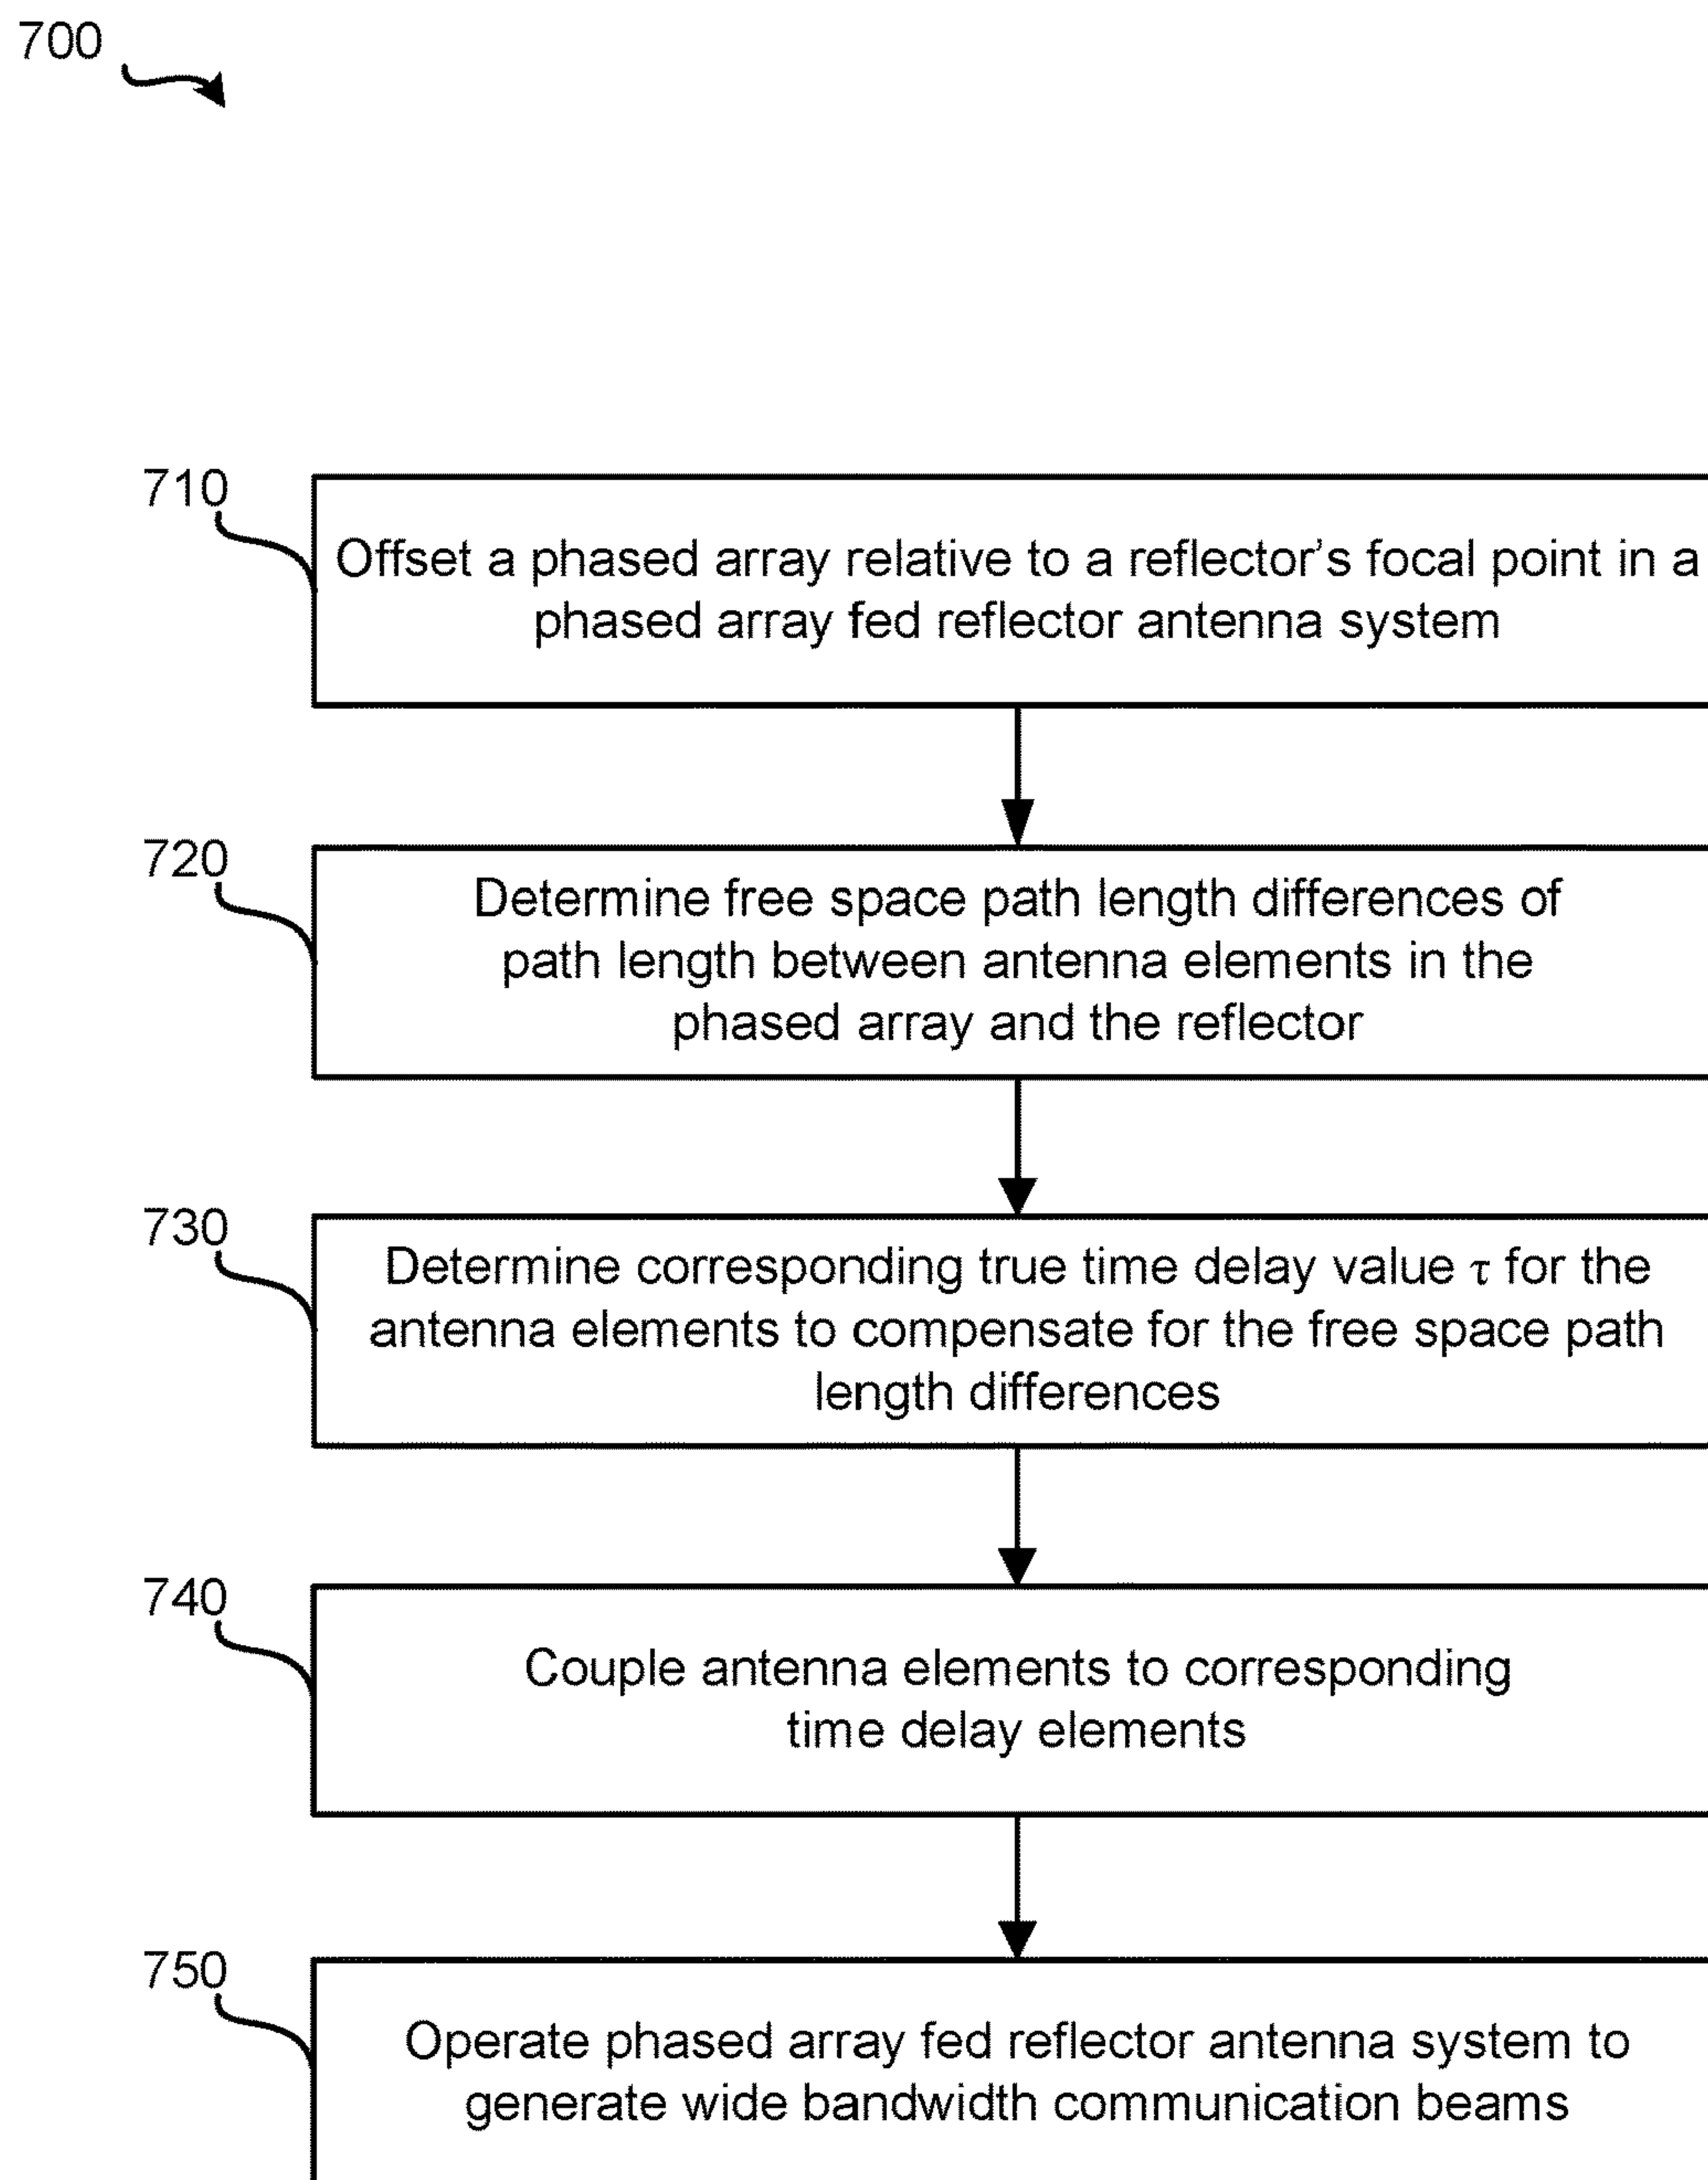 700
710
Offset a phased array relative to a reflector's focal point in a
phased array fed reflector antenna system
720
Determine free space path length differences of
path length between antenna elements in the
phased array and the reflector
730
Determine corresponding true time delay value τ for the
antenna elements to compensate for the free space path
length differences
740
Couple antenna elements to corresponding
time delay elements
750
Operate phased array fed reflector antenna system to
generate wide bandwidth communication beams